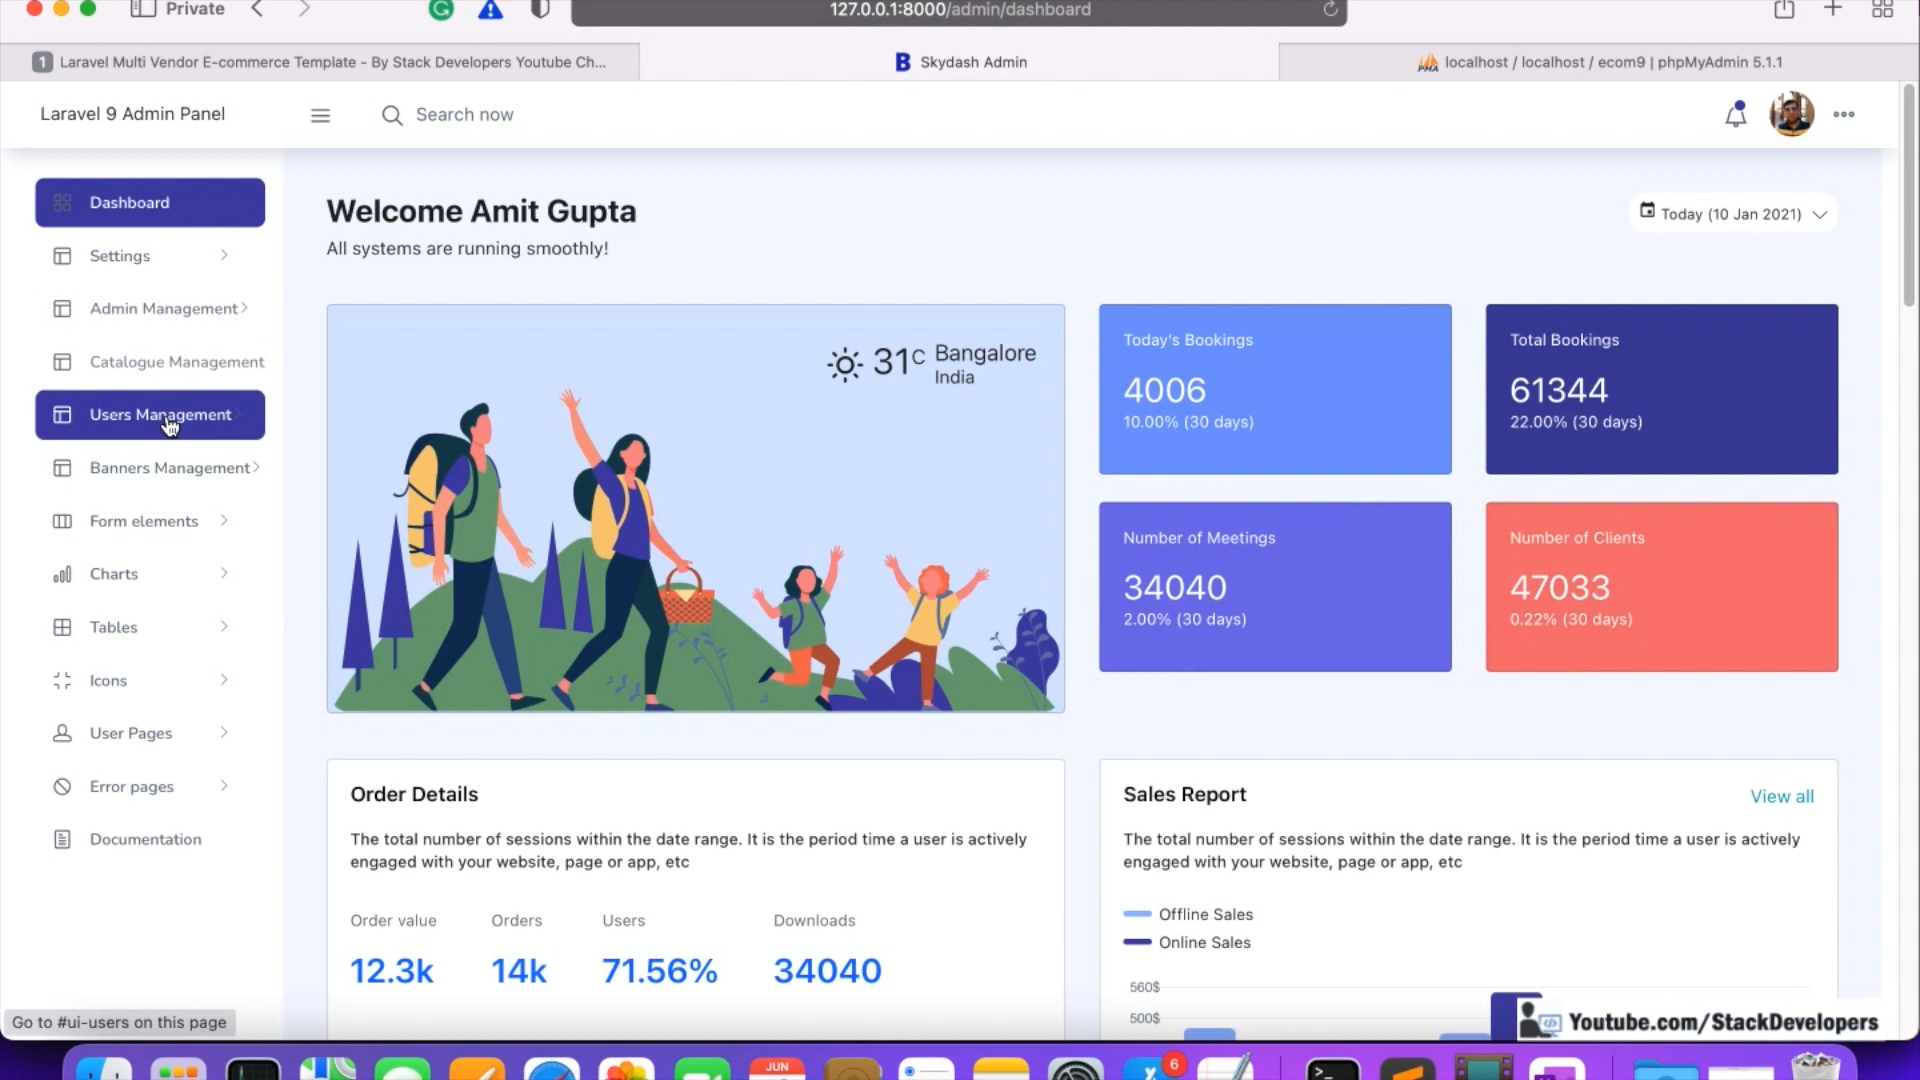 Private
127.0.0.1:8000/admin/dashboard
1 Laravel Multi Vendor E-commerce Template - By Stack Developers Youtube Ch...
B Skydash Admin
PMA localhost / localhost / ecom9 | phpMyAdmin 5.1.1
Laravel 9 Admin Panel
Search now
Dashboard
Settings
Admin Management
Catalogue Management
Users Management
Banners Management
Form elements
Charts
Tables
Icons
User Pages
Error pages
Documentation
Welcome Amit Gupta
All systems are running smoothly!
Today (10 Jan 2021)
31C Bangalore
India
Today's Bookings
4006
10.00% (30 days)
Total Bookings
61344
22.00% (30 days)
Number of Meetings
34040
2.00% (30 days)
Number of Clients
47033
0.22% (30 days)
Order Details
The total number of sessions within the date range. It is the period time a user is actively
engaged with your website, page or app, etc
Order value Orders Users Downloads
12.3k 14k 71.56% 34040
Sales Report
View all
The total number of sessions within the date range. It is the period time a user is actively
engaged with your website, page or app, etc
Offline Sales
Online Sales
560$
500$
Go to #ui-users on this page
Youtube.com/StackDevelopers
JUN
6